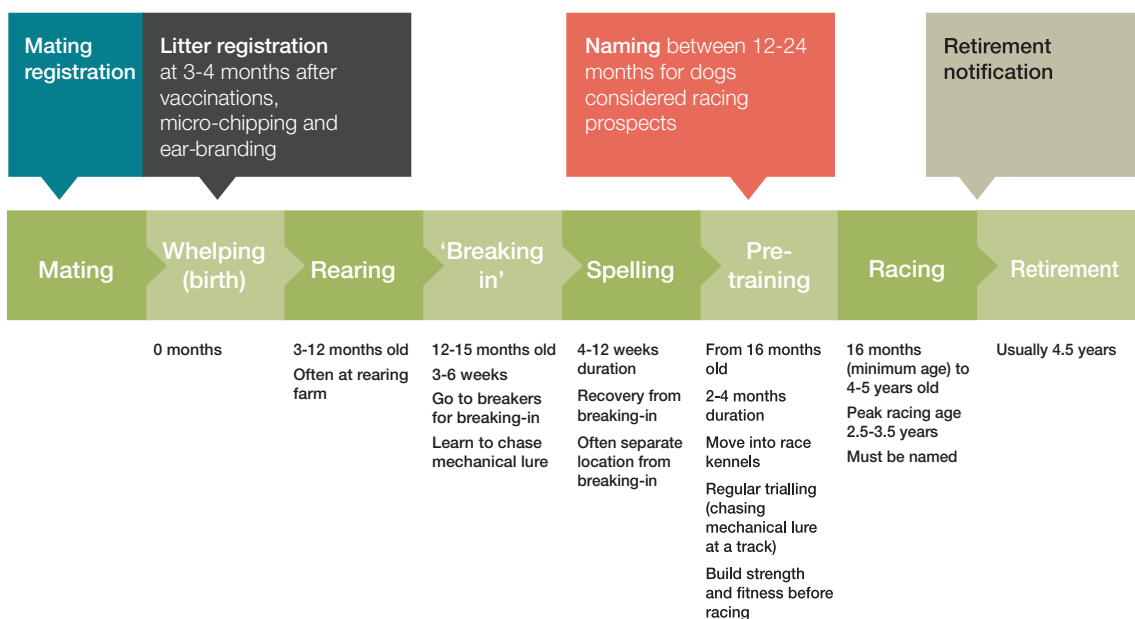 Mating
registration
Litter registration
at 3-4 months after
vaccinations,
micro-chipping and
ear-branding
Naming between 12-24
months for dogs
considered racing
prospects
Retirement
notification
Mating
Whelping
(birth)
Rearing
‘Breaking
in’
Spelling
Pre-
training
Racing
Retirement
0 months
3-12 months old
Often at rearing
farm
12-15 months old
3-6 weeks
Go to breakers
for breaking-in
Learn to chase
mechanical lure
4-12 weeks
duration
Recovery from
breaking-in
Often separate
location from
breaking-in
From 16 months
old
2-4 months
duration
Move into race
kennels
Regular trialling
(chasing
mechanical lure
at a track)
Build strength
and fitness before
racing
16 months
(minimum age) to
4-5 years old
Peak racing age
2.5-3.5 years
Must be named
Usually 4.5 years